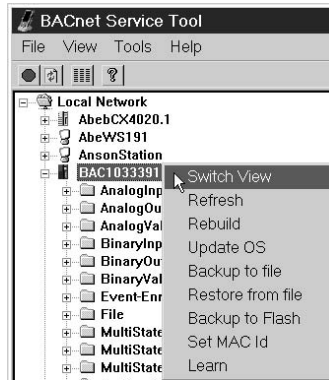 BACnet Service Tool
File View Tools Help
Local Network
AbebCX4020.1
AbeWS191
AnsonStation
BAC1033391
AnalogInp
AnalogOu
AnalogVal
BinaryInp
BinaryOut
BinaryVal
Event-Enr
File
MultiState
MultiState
MultiState
Switch View
Refresh
Rebuild
Update OS
Backup to file
Restore from file
Backup to Flash
Set MAC Id
Learn